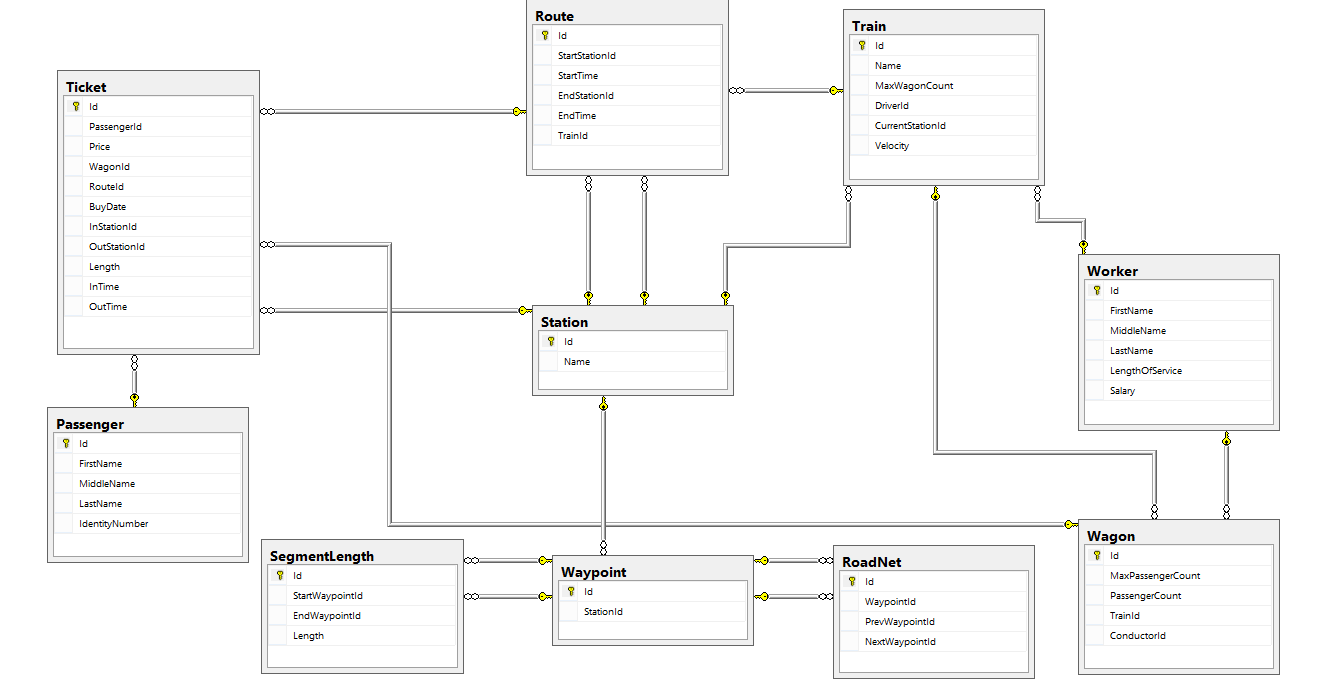 Route
Id
StartStationId
StartTime
EndStationId
EndTime
TrainId
Train
Id
Name
MaxWagonCount
DriverId
CurrentStationId
Velocity
Ticket
Id
PassengerId
Price
WagonId
RouteId
BuyDate
InStationId
OutStationId
Length
InTime
OutTime
Station
Id
Name
Worker
Id
FirstName
MiddleName
LastName
LengthOfService
Salary
Passenger
Id
FirstName
MiddleName
LastName
IdentityNumber
SegmentLength
Id
StartWaypointId
EndWaypointId
Length
Waypoint
Id
StationId
RoadNet
Id
WaypointId
PrevWaypointId
NextWaypointId
Wagon
Id
MaxPassengerCount
PassengerCount
TrainId
ConductorId